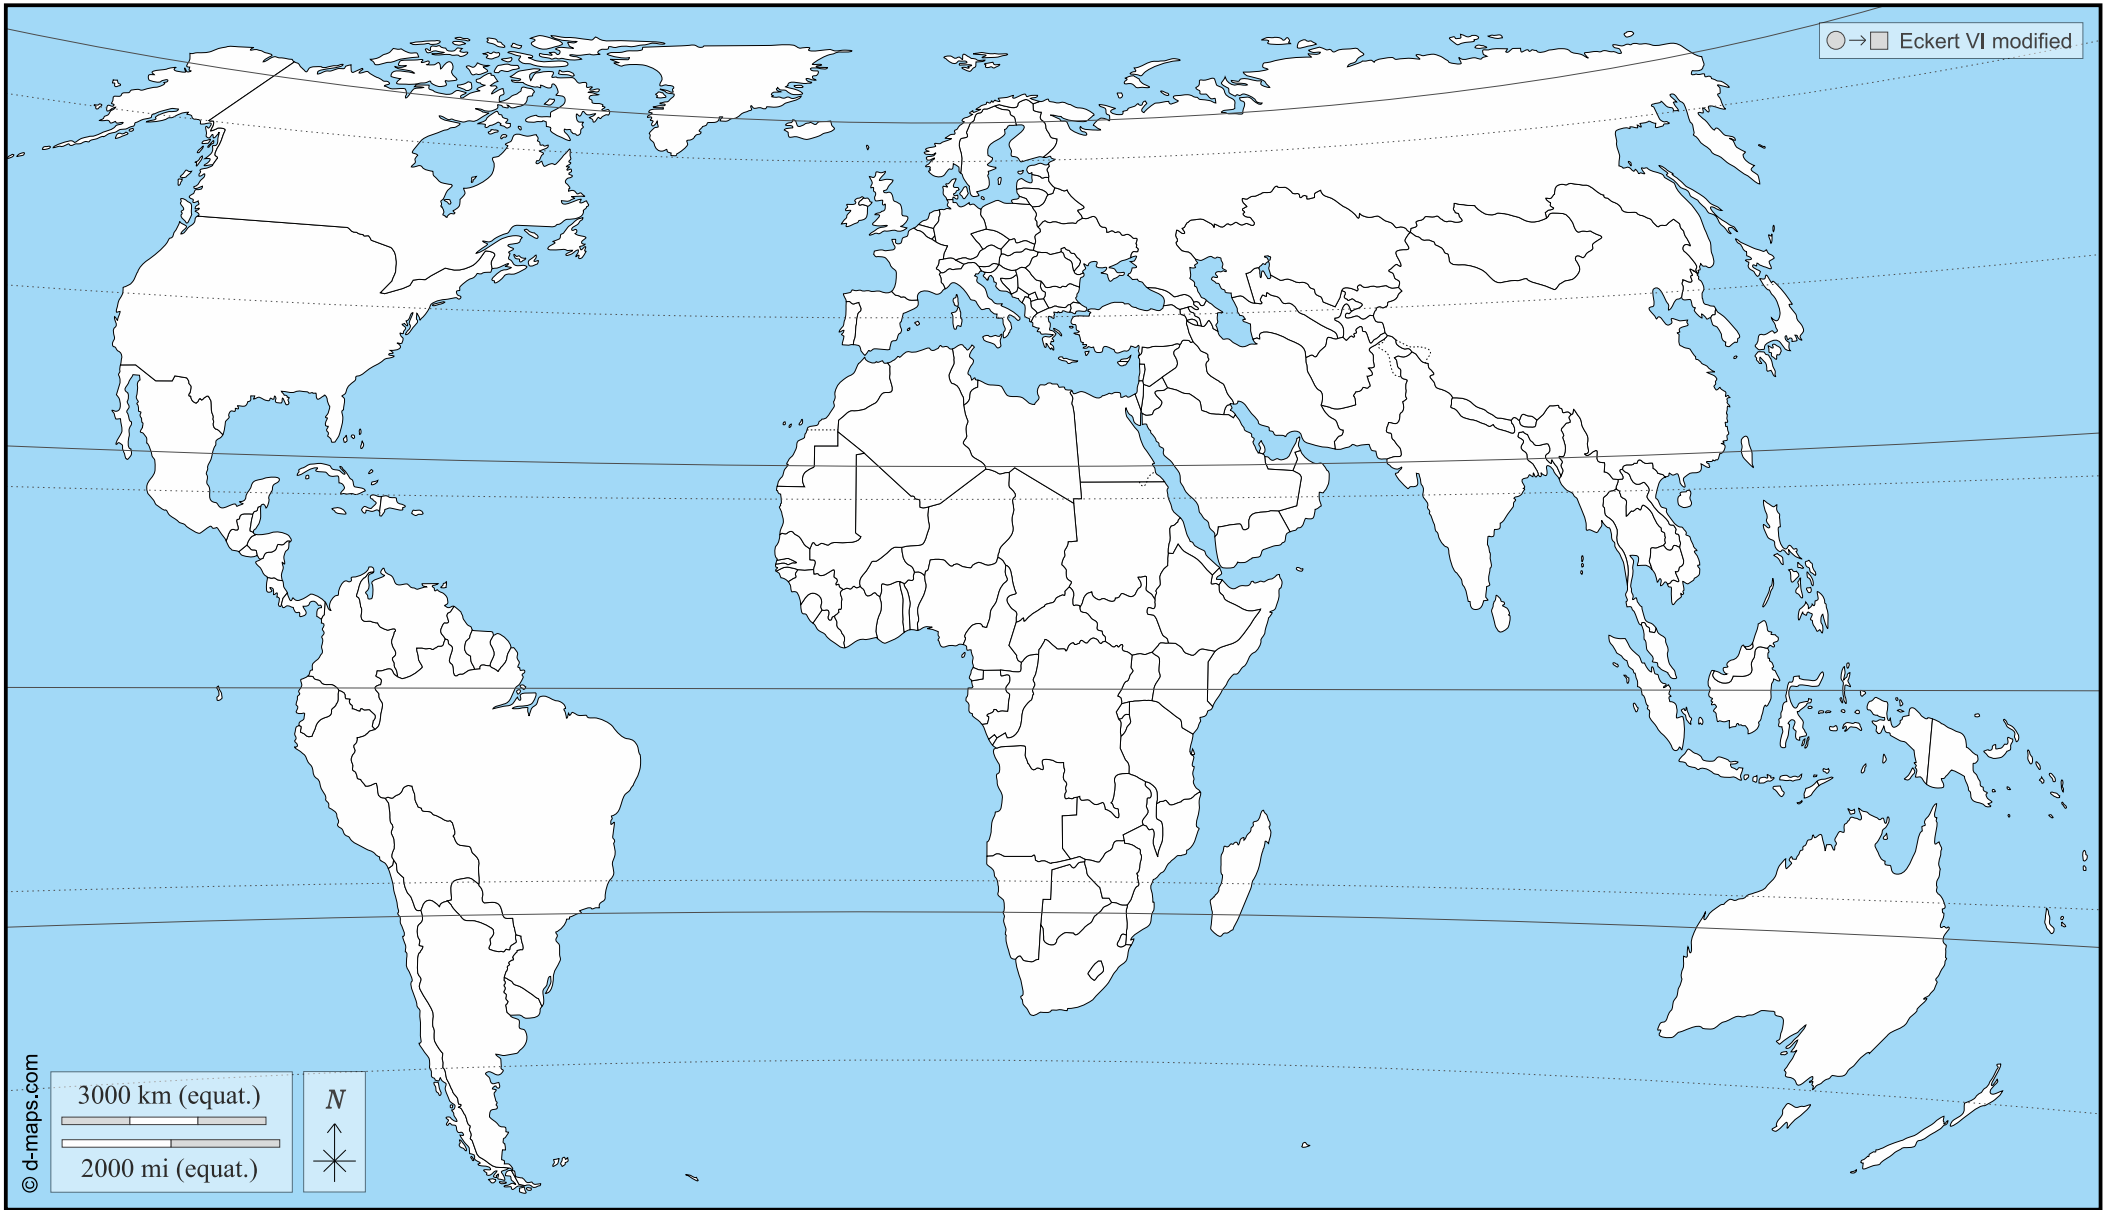 Eckert VI modified
© d-maps.com
3000 km (equat.)
2000 mi (equat.)
N